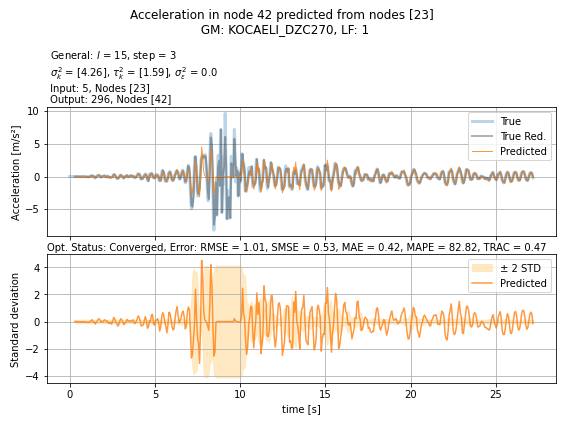 Acceleration in node 42 predicted from nodes [23]
GM: KOCAELI_DZC270, LF: 1
General: l = 15, step = 3
σ²ₖ = [4.26], τ²ₖ = [1.59], σ²ε = 0.0
Input: 5, Nodes [23]
Output: 296, Nodes [42]
Acceleration [m/s²]
10
5
0
−5
True
True Red.
Predicted
Opt. Status: Converged, Error: RMSE = 1.01, SMSE = 0.53, MAE = 0.42, MAPE = 82.82, TRAC = 0.47
Standard deviation
4
2
0
−2
−4
± 2 STD
Predicted
0 5 10 15 20 25
time [s]